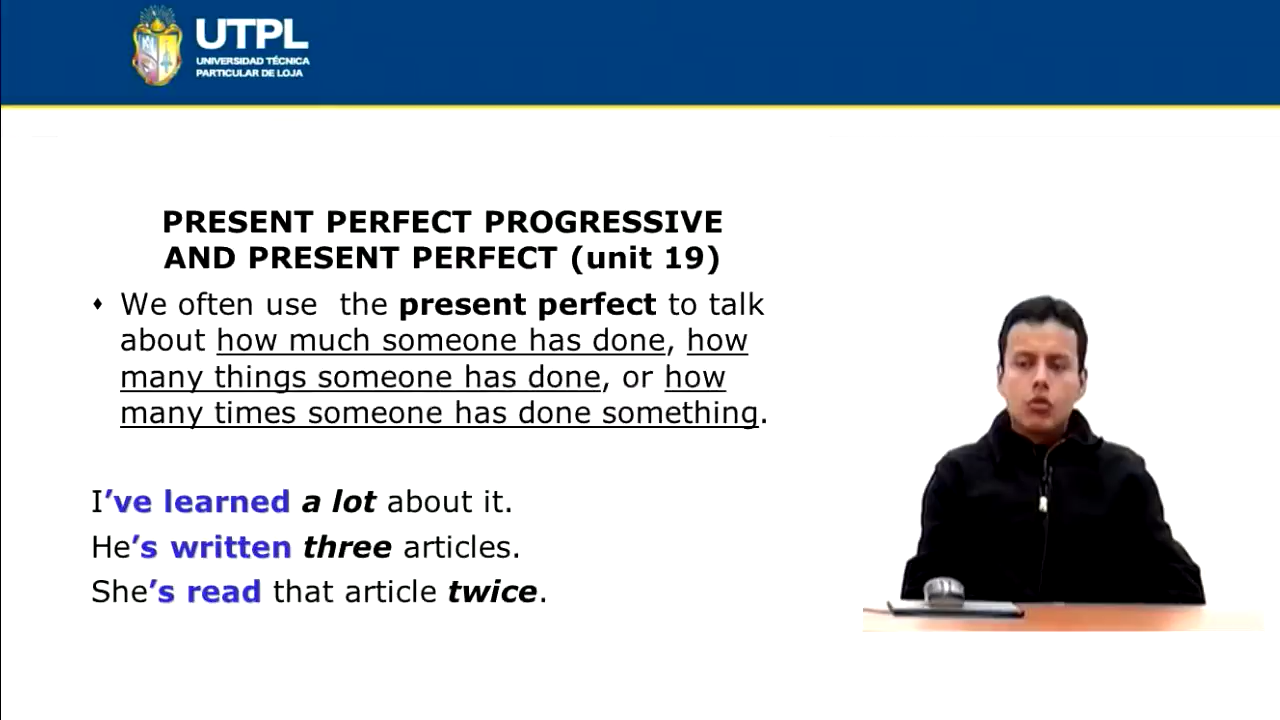 UTPL
UNIVERSIDAD TÉCNICA
PARTICULAR DE LOJA
PRESENT PERFECT PROGRESSIVE
AND PRESENT PERFECT (unit 19)
♦ We often use the present perfect to talk
about how much someone has done, how
many things someone has done, or how
many times someone has done something.
I've learned a lot about it.
He's written three articles.
She's read that article twice.